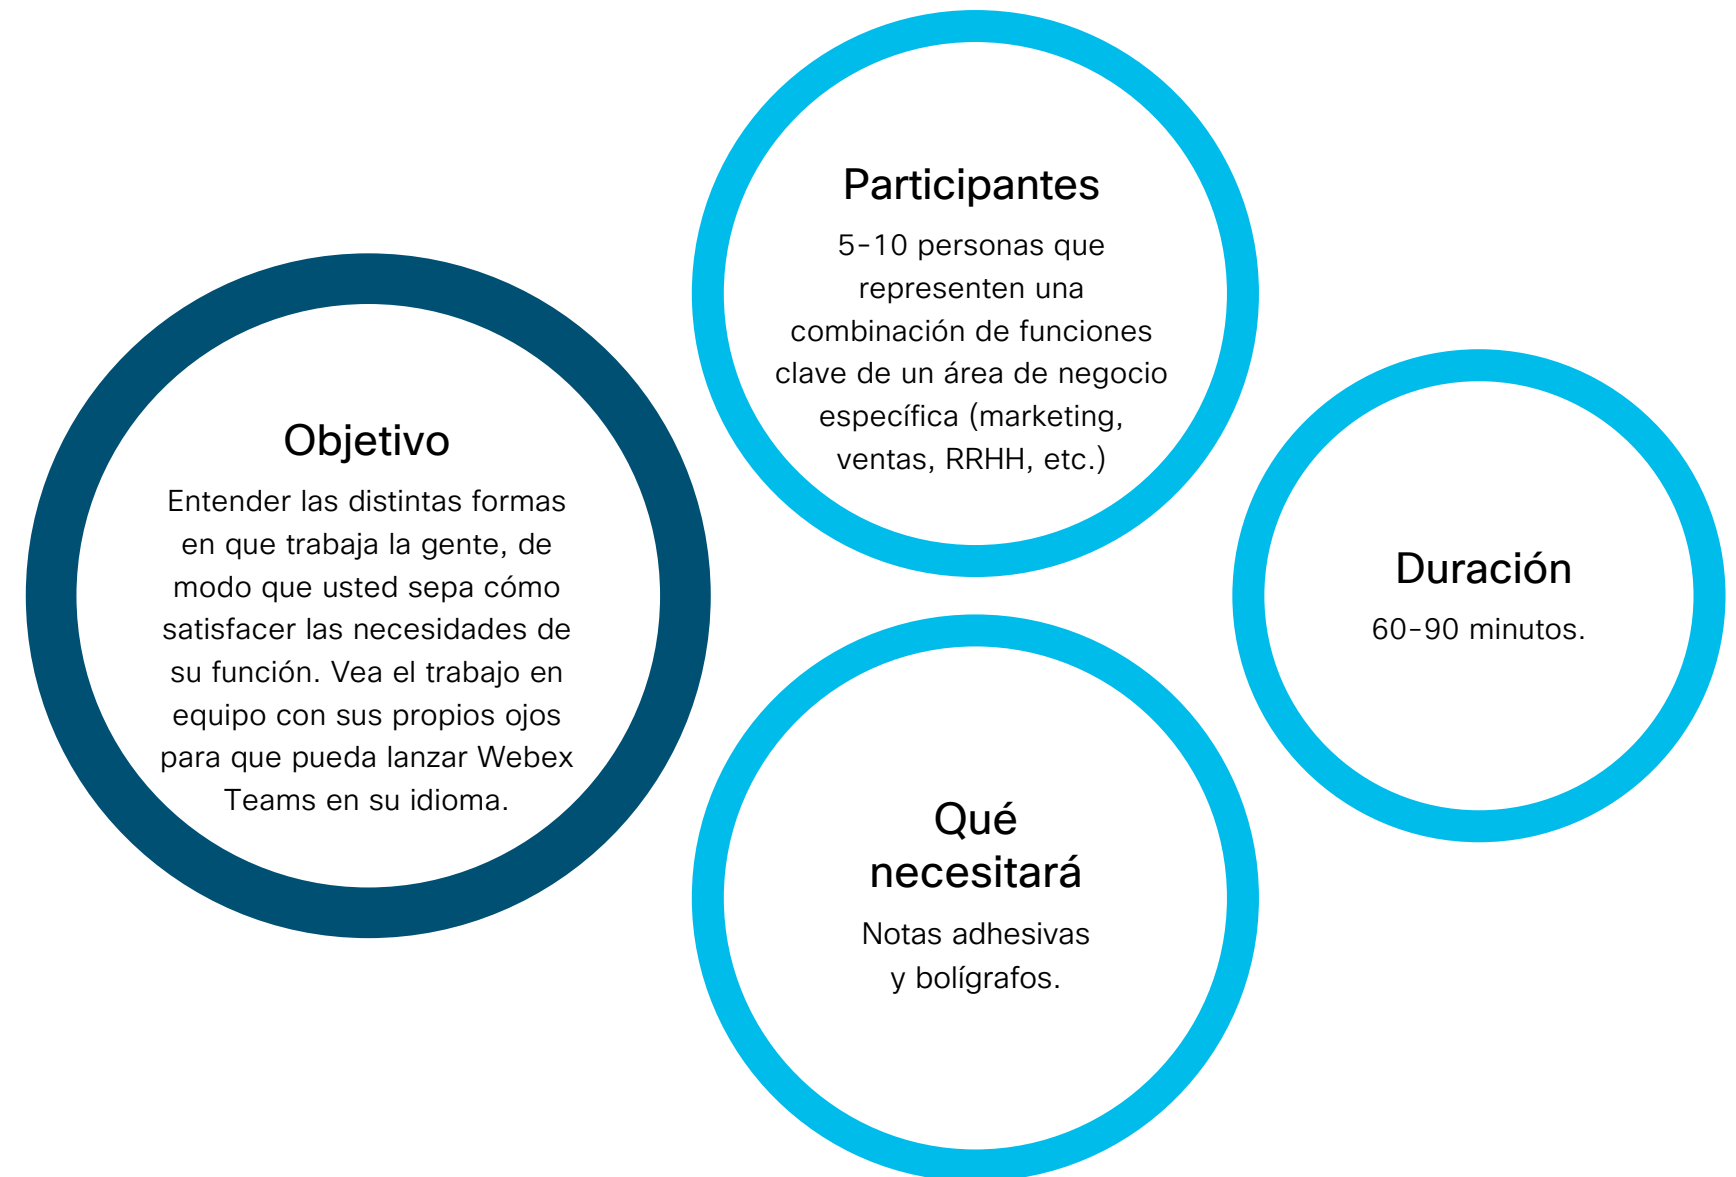 Objetivo
Entender las distintas formas
en que trabaja la gente, de
modo que usted sepa cómo
satisfacer las necesidades de
su función. Vea el trabajo en
equipo con sus propios ojos
para que pueda lanzar Webex
Teams en su idioma.
Participantes
5-10 personas que
representen una
combinación de funciones
clave de un área de negocio
específica (marketing,
ventas, RRHH, etc.)
Qué
necesitará
Notas adhesivas
y bolígrafos.
Duración
60-90 minutos.